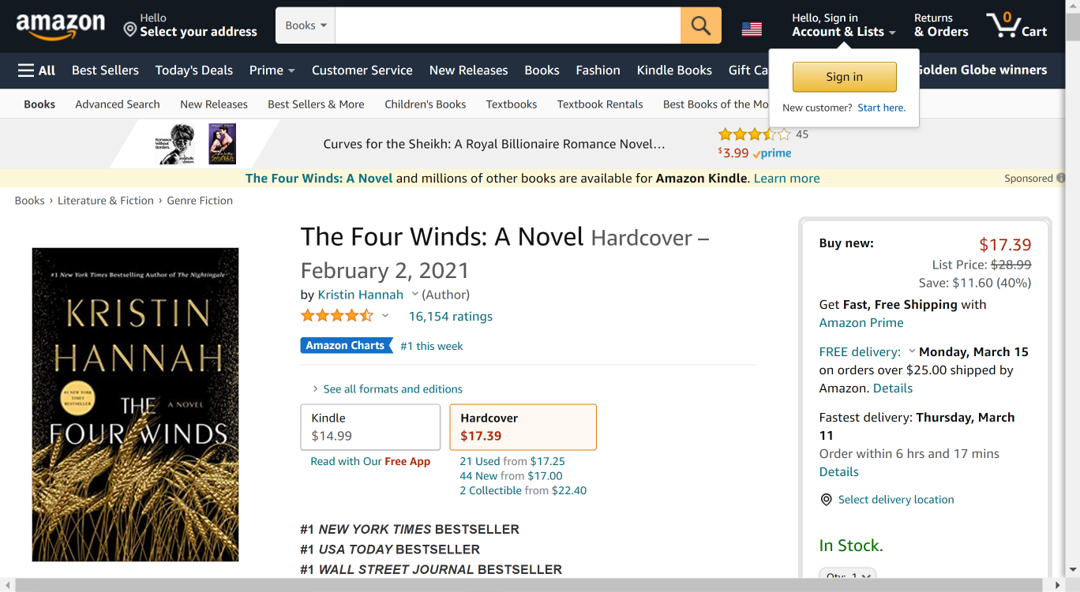 amazon
Hello
Select your address
Books
Hello, Sign in
Account & Lists
Returns
& Orders
0
Cart
All
Best Sellers
Today's Deals
Prime
Customer Service
New Releases
Books
Fashion
Kindle Books
Gift Ca
Golden Globe winners
Sign in
New customer? Start here.
Books
Advanced Search
New Releases
Best Sellers & More
Children's Books
Textbooks
Textbook Rentals
Best Books of the Mo
Curves for the Sheikh: A Royal Billionaire Romance Novel…
45
$3.99 prime
The Four Winds: A Novel and millions of other books are available for Amazon Kindle. Learn more
Sponsored
Books › Literature & Fiction › Genre Fiction
#1 New York Times Bestselling Author of The Nightingale
KRISTIN
HANNAH
#1 NEW YORK
TIMES
BESTSELLER
THE
A NOVEL
FOUR WINDS
The Four Winds: A Novel Hardcover –
February 2, 2021
by Kristin Hannah (Author)
16,154 ratings
Amazon Charts #1 this week
See all formats and editions
Kindle
$14.99
Read with Our Free App
Hardcover
$17.39
21 Used from $17.25
44 New from $17.00
2 Collectible from $22.40
#1 NEW YORK TIMES BESTSELLER
#1 USA TODAY BESTSELLER
#1 WALL STREET JOURNAL BESTSELLER
Buy new:
$17.39
List Price: $28.99
Save: $11.60 (40%)
Get Fast, Free Shipping with
Amazon Prime
FREE delivery: Monday, March 15
on orders over $25.00 shipped by
Amazon. Details
Fastest delivery: Thursday, March
11
Order within 6 hrs and 17 mins
Details
Select delivery location
In Stock.
Qty: 1